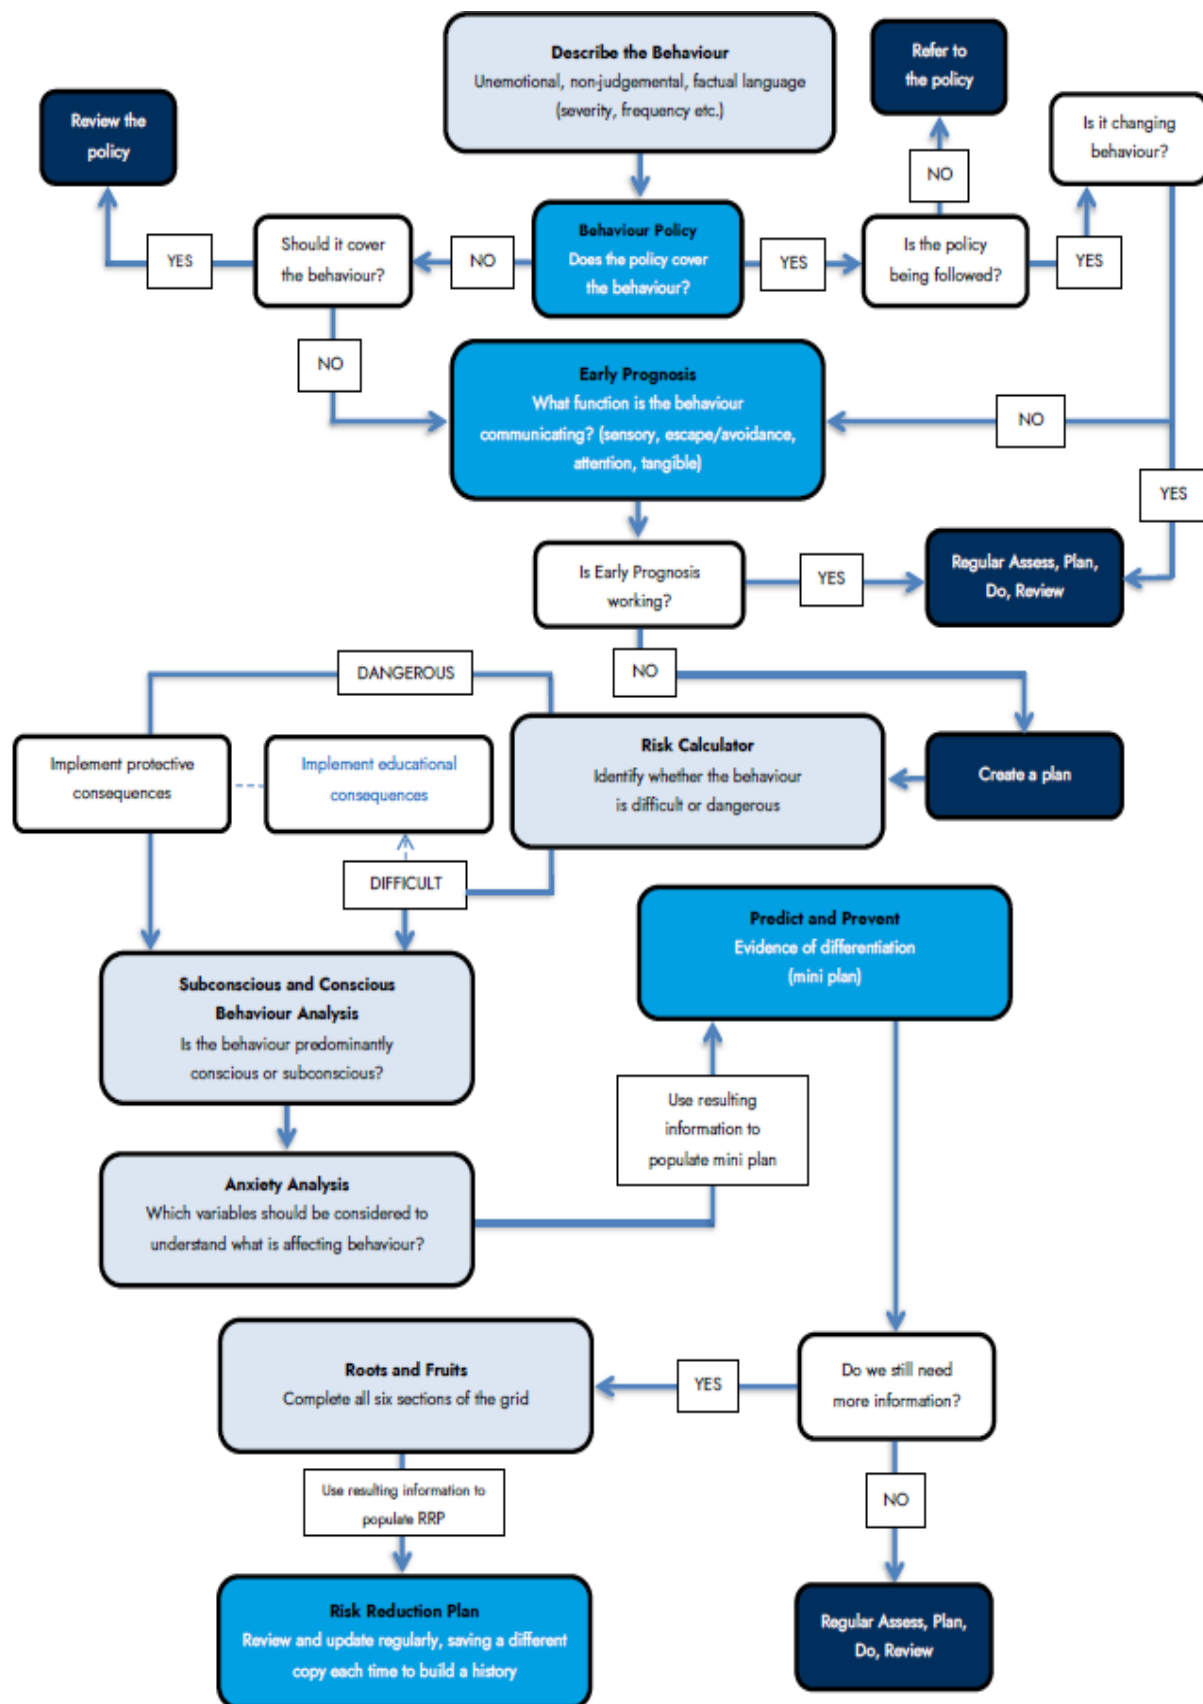 Describe the Behaviour
Unemotional, non-judgemental, factual language
(severity, frequency etc.)
Refer to
the policy
Review the
policy
Is it changing
behaviour?
NO
Behaviour Policy
Does the policy cover
the behaviour?
Should it cover
the behaviour?
YES
NO
YES
Is the policy
being followed?
YES
NO
Early Prognosis
What function is the behaviour
communicating? (sensory, escape/avoidance,
attention, tangible)
NO
YES
Is Early Prognosis
working?
YES
Regular Assess, Plan,
Do, Review
NO
DANGEROUS
Implement protective
consequences
Implement educational
consequences
Risk Calculator
Identify whether the behaviour
is difficult or dangerous
Create a plan
DIFFICULT
Predict and Prevent
Evidence of differentiation
(mini plan)
Subconscious and Conscious
Behaviour Analysis
Is the behaviour predominantly
conscious or subconscious?
Use resulting
information to
populate mini plan
Anxiety Analysis
Which variables should be considered to
understand what is affecting behaviour?
Roots and Fruits
Complete all six sections of the grid
YES
Do we still need
more information?
Use resulting information to
populate RRP
NO
Risk Reduction Plan
Review and update regularly, saving a different
copy each time to build a history
Regular Assess, Plan,
Do, Review